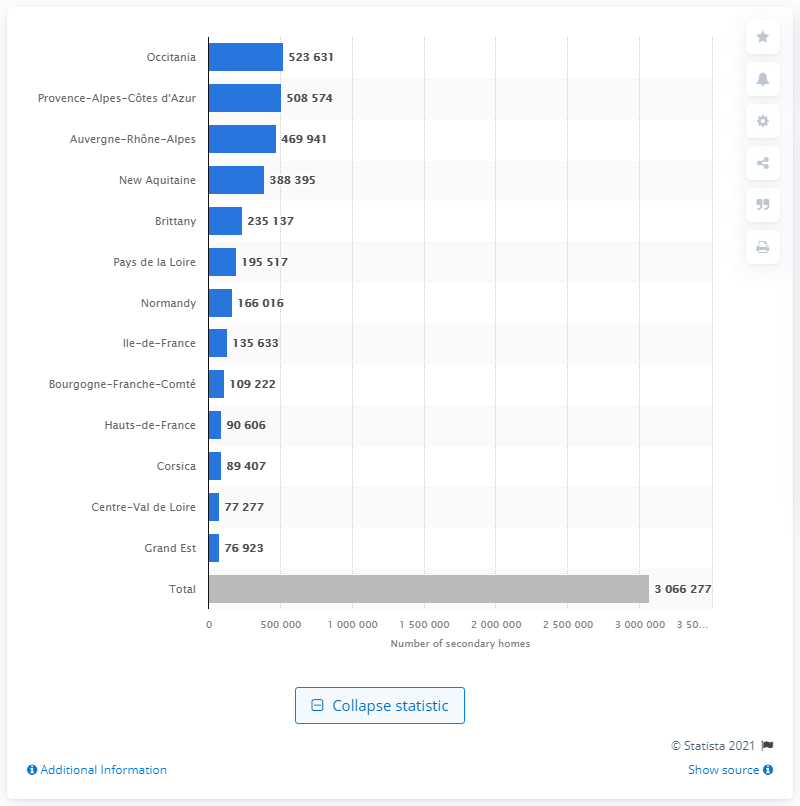 Occitania 523 631
Provence-Alpes-Côtes d'Azur 508 574
Auvergne-Rhône-Alpes 469 941
New Aquitaine 388 395
Brittany 235 137
Pays de la Loire 195 517
Normandy 166 016
Ile-de-France 135 633
Bourgogne-Franche-Comté 109 222
Hauts-de-France 90 606
Corsica 89 407
Centre-Val de Loire 77 277
Grand Est 76 923
Total 3 066 277
0 500 000 1 000 000 1 500 000 2 000 000 2 500 000 3 000 000 3 50...
Number of secondary homes
Collapse statistic
© Statista 2021
Additional Information Show source